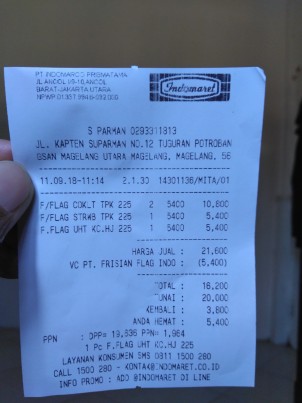 PT.INDOMARCO PRISMATAMA
JL.ANCOL I/9-10,ANCOL
BARAT-JAKARTA UTARA
NPWP:01.337.994.6-092.000
Indomaret
S PARMAN 0293311813
JL. KAPTEN SUPARMAN NO.12 TUGURAN POTROBAN
GSAN MAGELANG UTARA MAGELANG, MAGELANG, 56
11.09.18-11:14 2.1.30 14301136/MITA/01
F/FLAG COKLT TPK 225 2 5400 10,800
F/FLAG STRWB TPK 225 1 5400 5,400
F.FLAG UHT KC.HJ 225 1 5400 5,400
HARGA JUAL : 21,600
VC PT. FRISIAN FLAG INDO : (5,400)
TOTAL : 16,200
TUNAI : 20,000
KEMBALI : 3,800
ANDA HEMAT : 5,400
PPN : DPP= 19,636 PPN= 1,964
1 Pc F.FLAG UHT KC.HJ 225
LAYANAN KONSUMEN SMS 0811 1500 280
CALL 1500 280 - KONTAK@INDOMARET.CO.ID
INFO PROMO : ADD @INDOMARET DI LINE